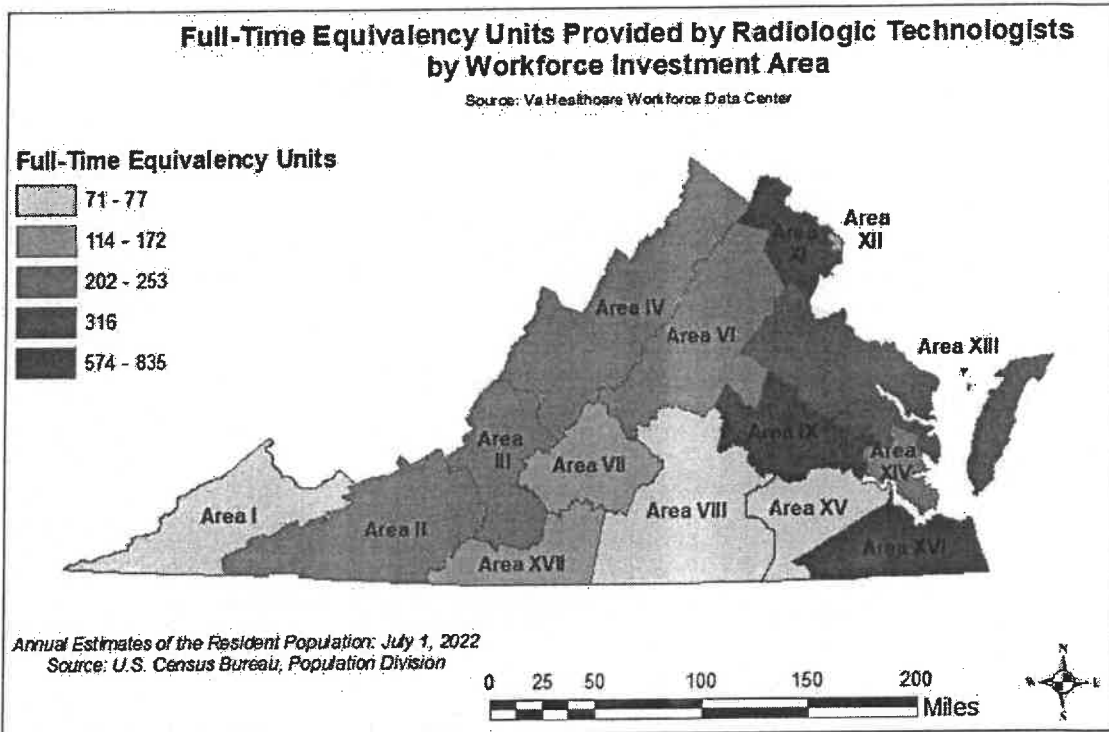 Full-Time Equivalency Units Provided by Radiologic Technologists
by Workforce Investment Area
Source: Va Healthcare Workforce Data Center
Full-Time Equivalency Units
71 - 77
114 - 172
202 - 253
316
574 - 835
Area
XII
Area
XI
Area IV
Area VI
Area XIII
Area
III
Area IX
Area VII
Area
XIV
Area I
Area II
Area VIII
Area XV
Area XVI
Area XVII
Annual Estimates of the Resident Population: July 1, 2022
Source: U.S. Census Bureau, Population Division
0 25 50 100 150 200
Miles
N
W E
S